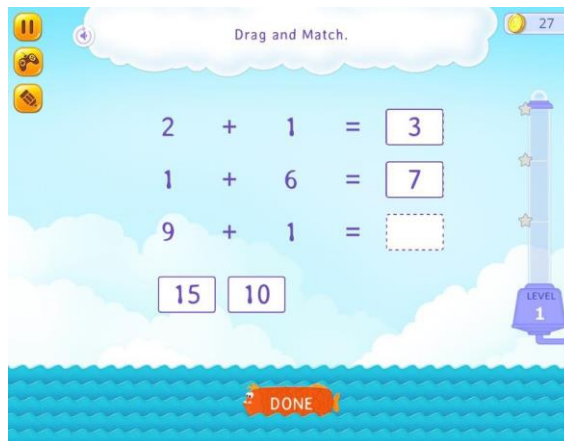 27
Drag and Match.
2 + 1 = 3
1 + 6 = 7
9 + 1 =
15 10
LEVEL
1
DONE